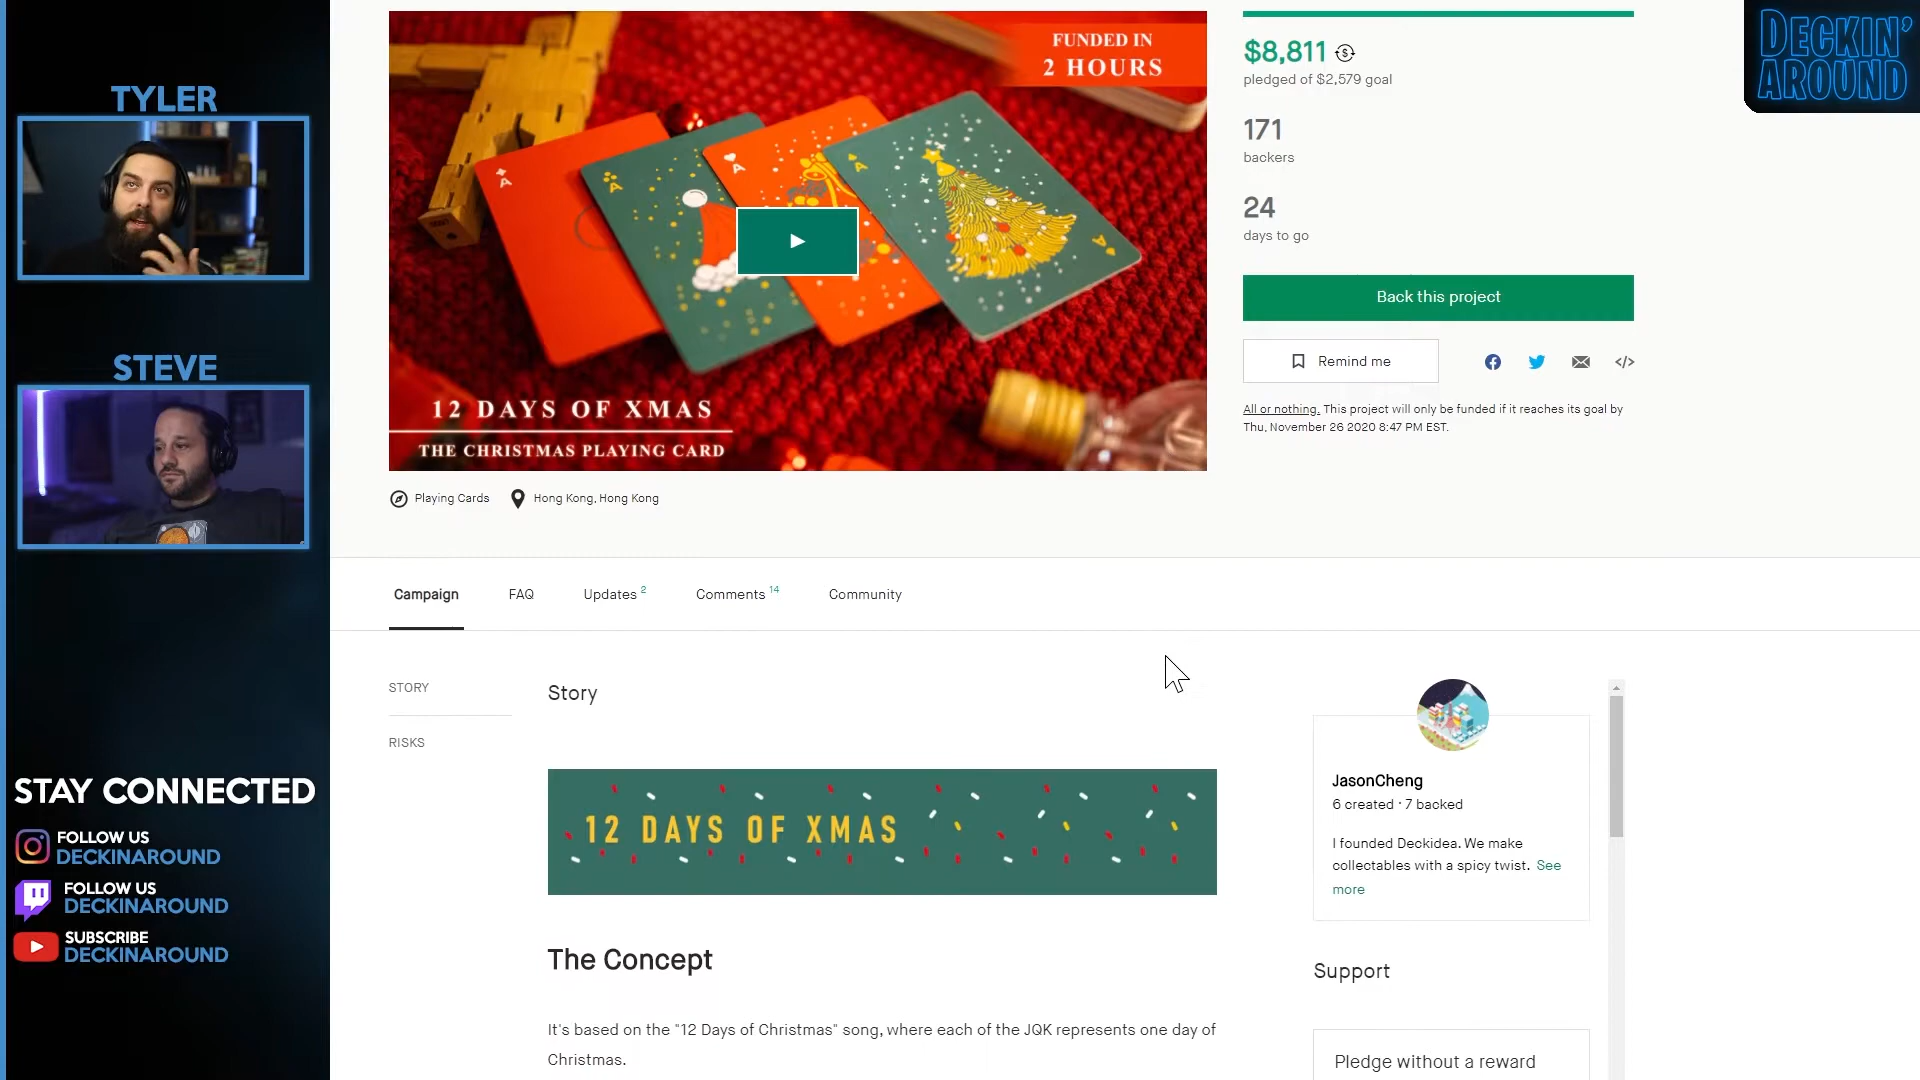 TYLER
STEVE
STAY CONNECTED
FOLLOW US
DECKINAROUND
FOLLOW US
DECKINAROUND
SUBSCRIBE
DECKINAROUND
FUNDED IN
2 HOURS
A
A
A
A
A
12 DAYS OF XMAS
THE CHRISTMAS PLAYING CARD
Playing Cards
Hong Kong, Hong Kong
$8,811
pledged of $2,579 goal
171
backers
24
days to go
Back this project
Remind me
All or nothing. This project will only be funded if it reaches its goal by
Thu, November 26 2020 8:47 PM EST.
DECKIN'
AROUND
Campaign
FAQ
Updates 2
Comments 14
Community
STORY
RISKS
Story
12 DAYS OF XMAS
The Concept
It's based on the "12 Days of Christmas" song, where each of the JQK represents one day of
Christmas.
JasonCheng
6 created · 7 backed
I founded Deckidea. We make
collectables with a spicy twist. See
more
Support
Pledge without a reward